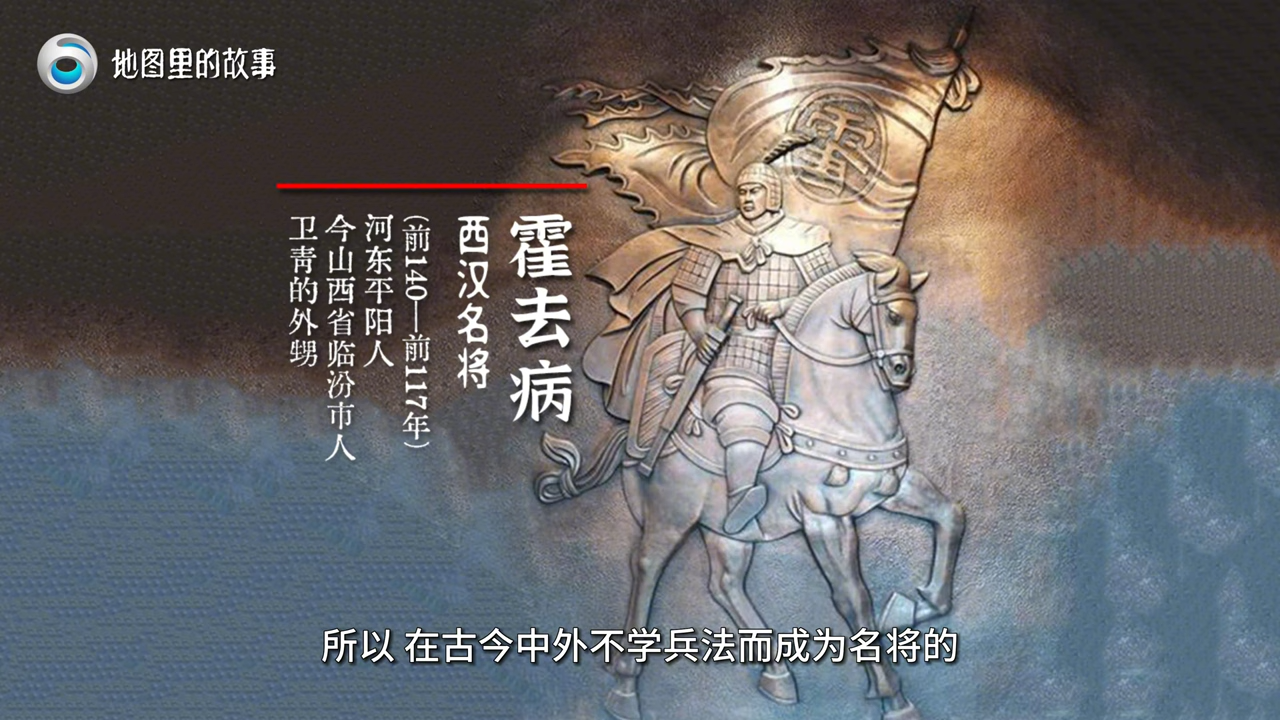 地图里的故事
霍
霍去病
西汉名将
（前140—前117年）
河东平阳人
今山西省临汾市人
卫青的外甥
所以 在古今中外不学兵法而成为名将的